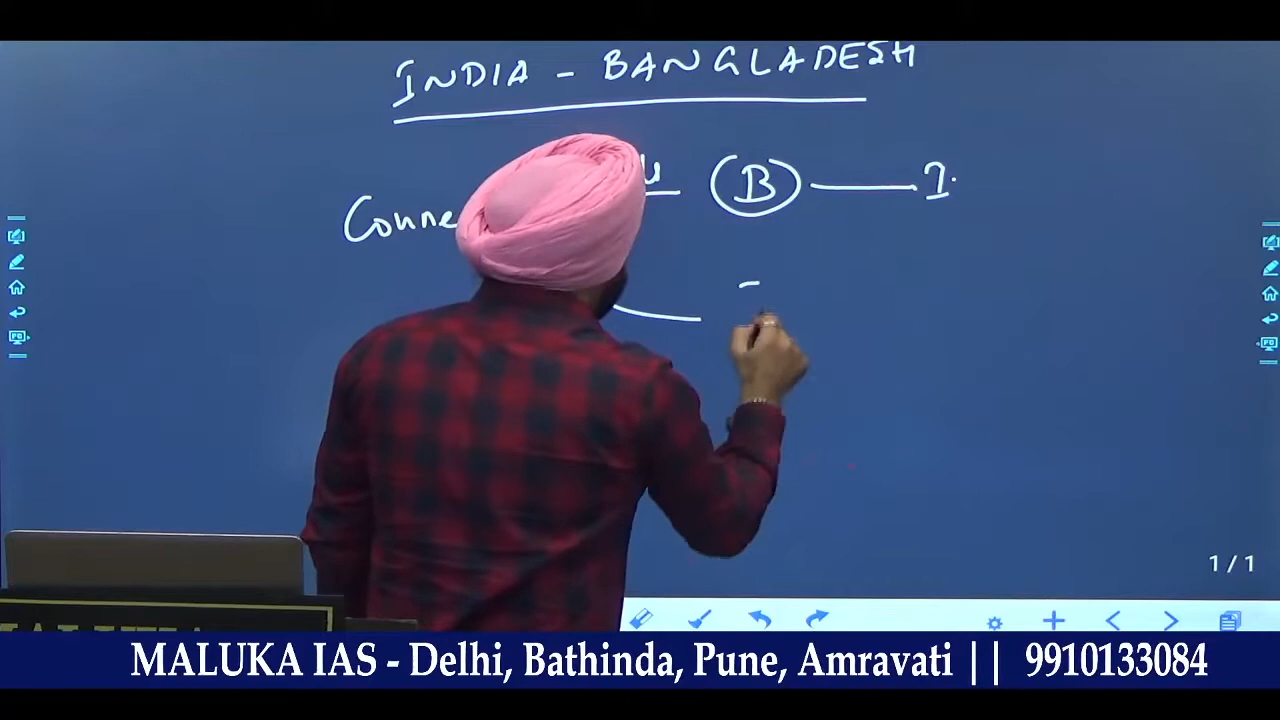 INDIA - BANGLADESH
B — I.
Conne
1/1
MALUKA IAS - Delhi, Bathinda, Pune, Amravati || 9910133084